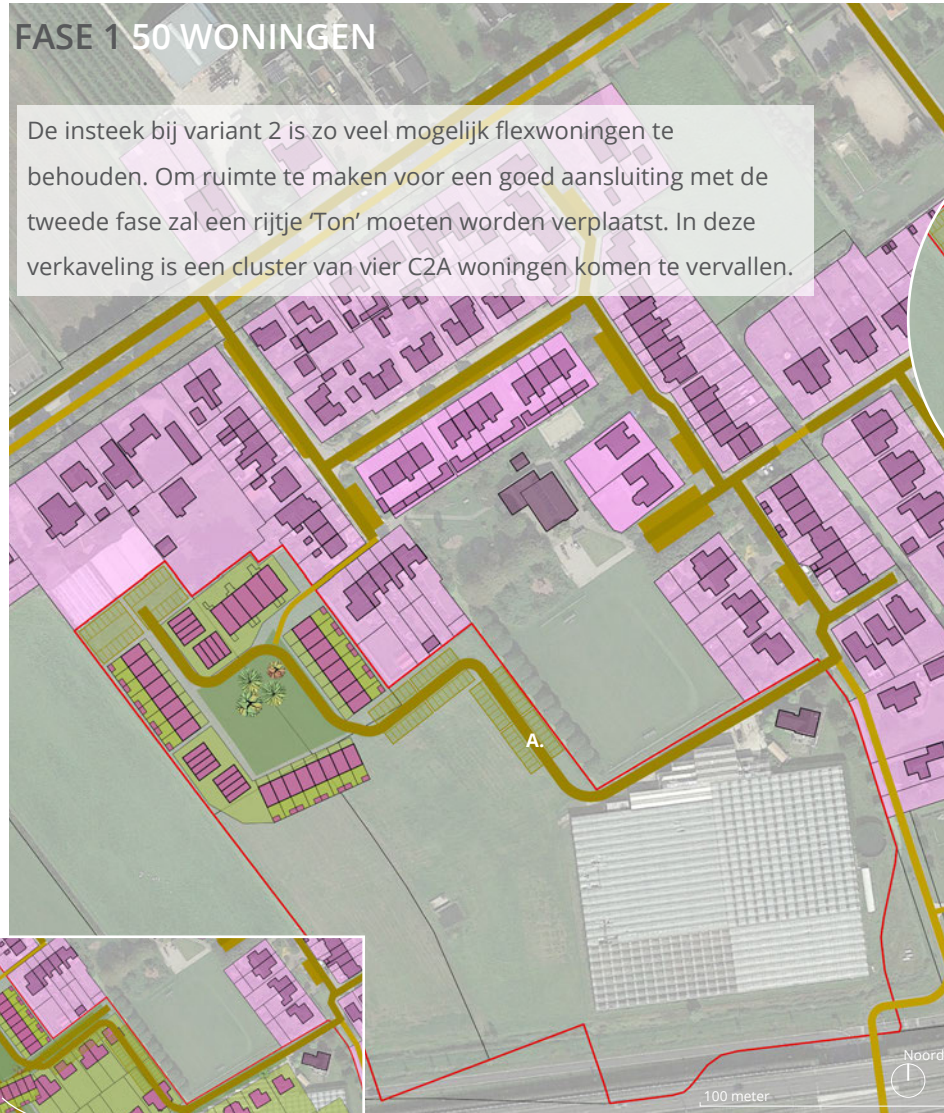 FASE 1 50 WONINGEN
De insteek bij variant 2 is zo veel mogelijk flexwoningen te
behouden. Om ruimte te maken voor een goed aansluiting met de
tweede fase zal een rijtje ‘Ton’ moeten worden verplaatst. In deze
verkaveling is een cluster van vier C2A woningen komen te vervallen.
A.
Noord
100 meter